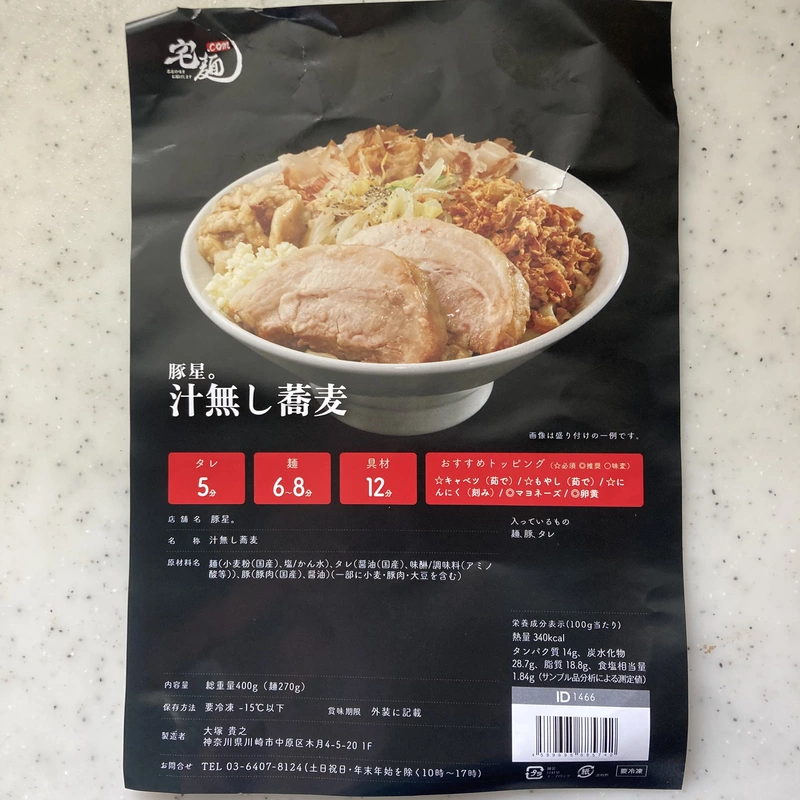 宅麺
.com
豚星。
汁無し蕎麦
画像は盛り付けの一例です。
タレ
5分
麺
6~8分
具材
12分
おすすめトッピング(☆必須 ◎推奨 〇味変)
☆キャベツ(茹で)/☆もやし(茹で)/☆に
んにく(刻み)/◎マヨネーズ/◎卵黄
店舗名 豚星。
名称 汁無し蕎麦
原材料名 麺(小麦粉(国産)、塩/かん水)、タレ(醤油(国産)、味醂/調味料(アミノ
酸等))、豚(豚肉(国産)、醤油)(一部に小麦・豚肉・大豆を含む)
入っているもの
麺、豚、タレ
栄養成分表示(100g当たり)
熱量 340kcal
タンパク質 14g、炭水化物
28.7g、脂質 18.8g、食塩相当量
1.84g (サンプル品分析による測定値)
内容量 総重量400g(麺270g)
保存方法 要冷凍 -15℃以下
賞味期限 外装に記載
製造者 大塚 貴之
神奈川県川崎市中原区木月4-5-20 1F
お問合せ TEL 03-6407-8124(土日祝日・年末年始を除く10時〜17時)
ID 1466
プラ
紙
要冷凍